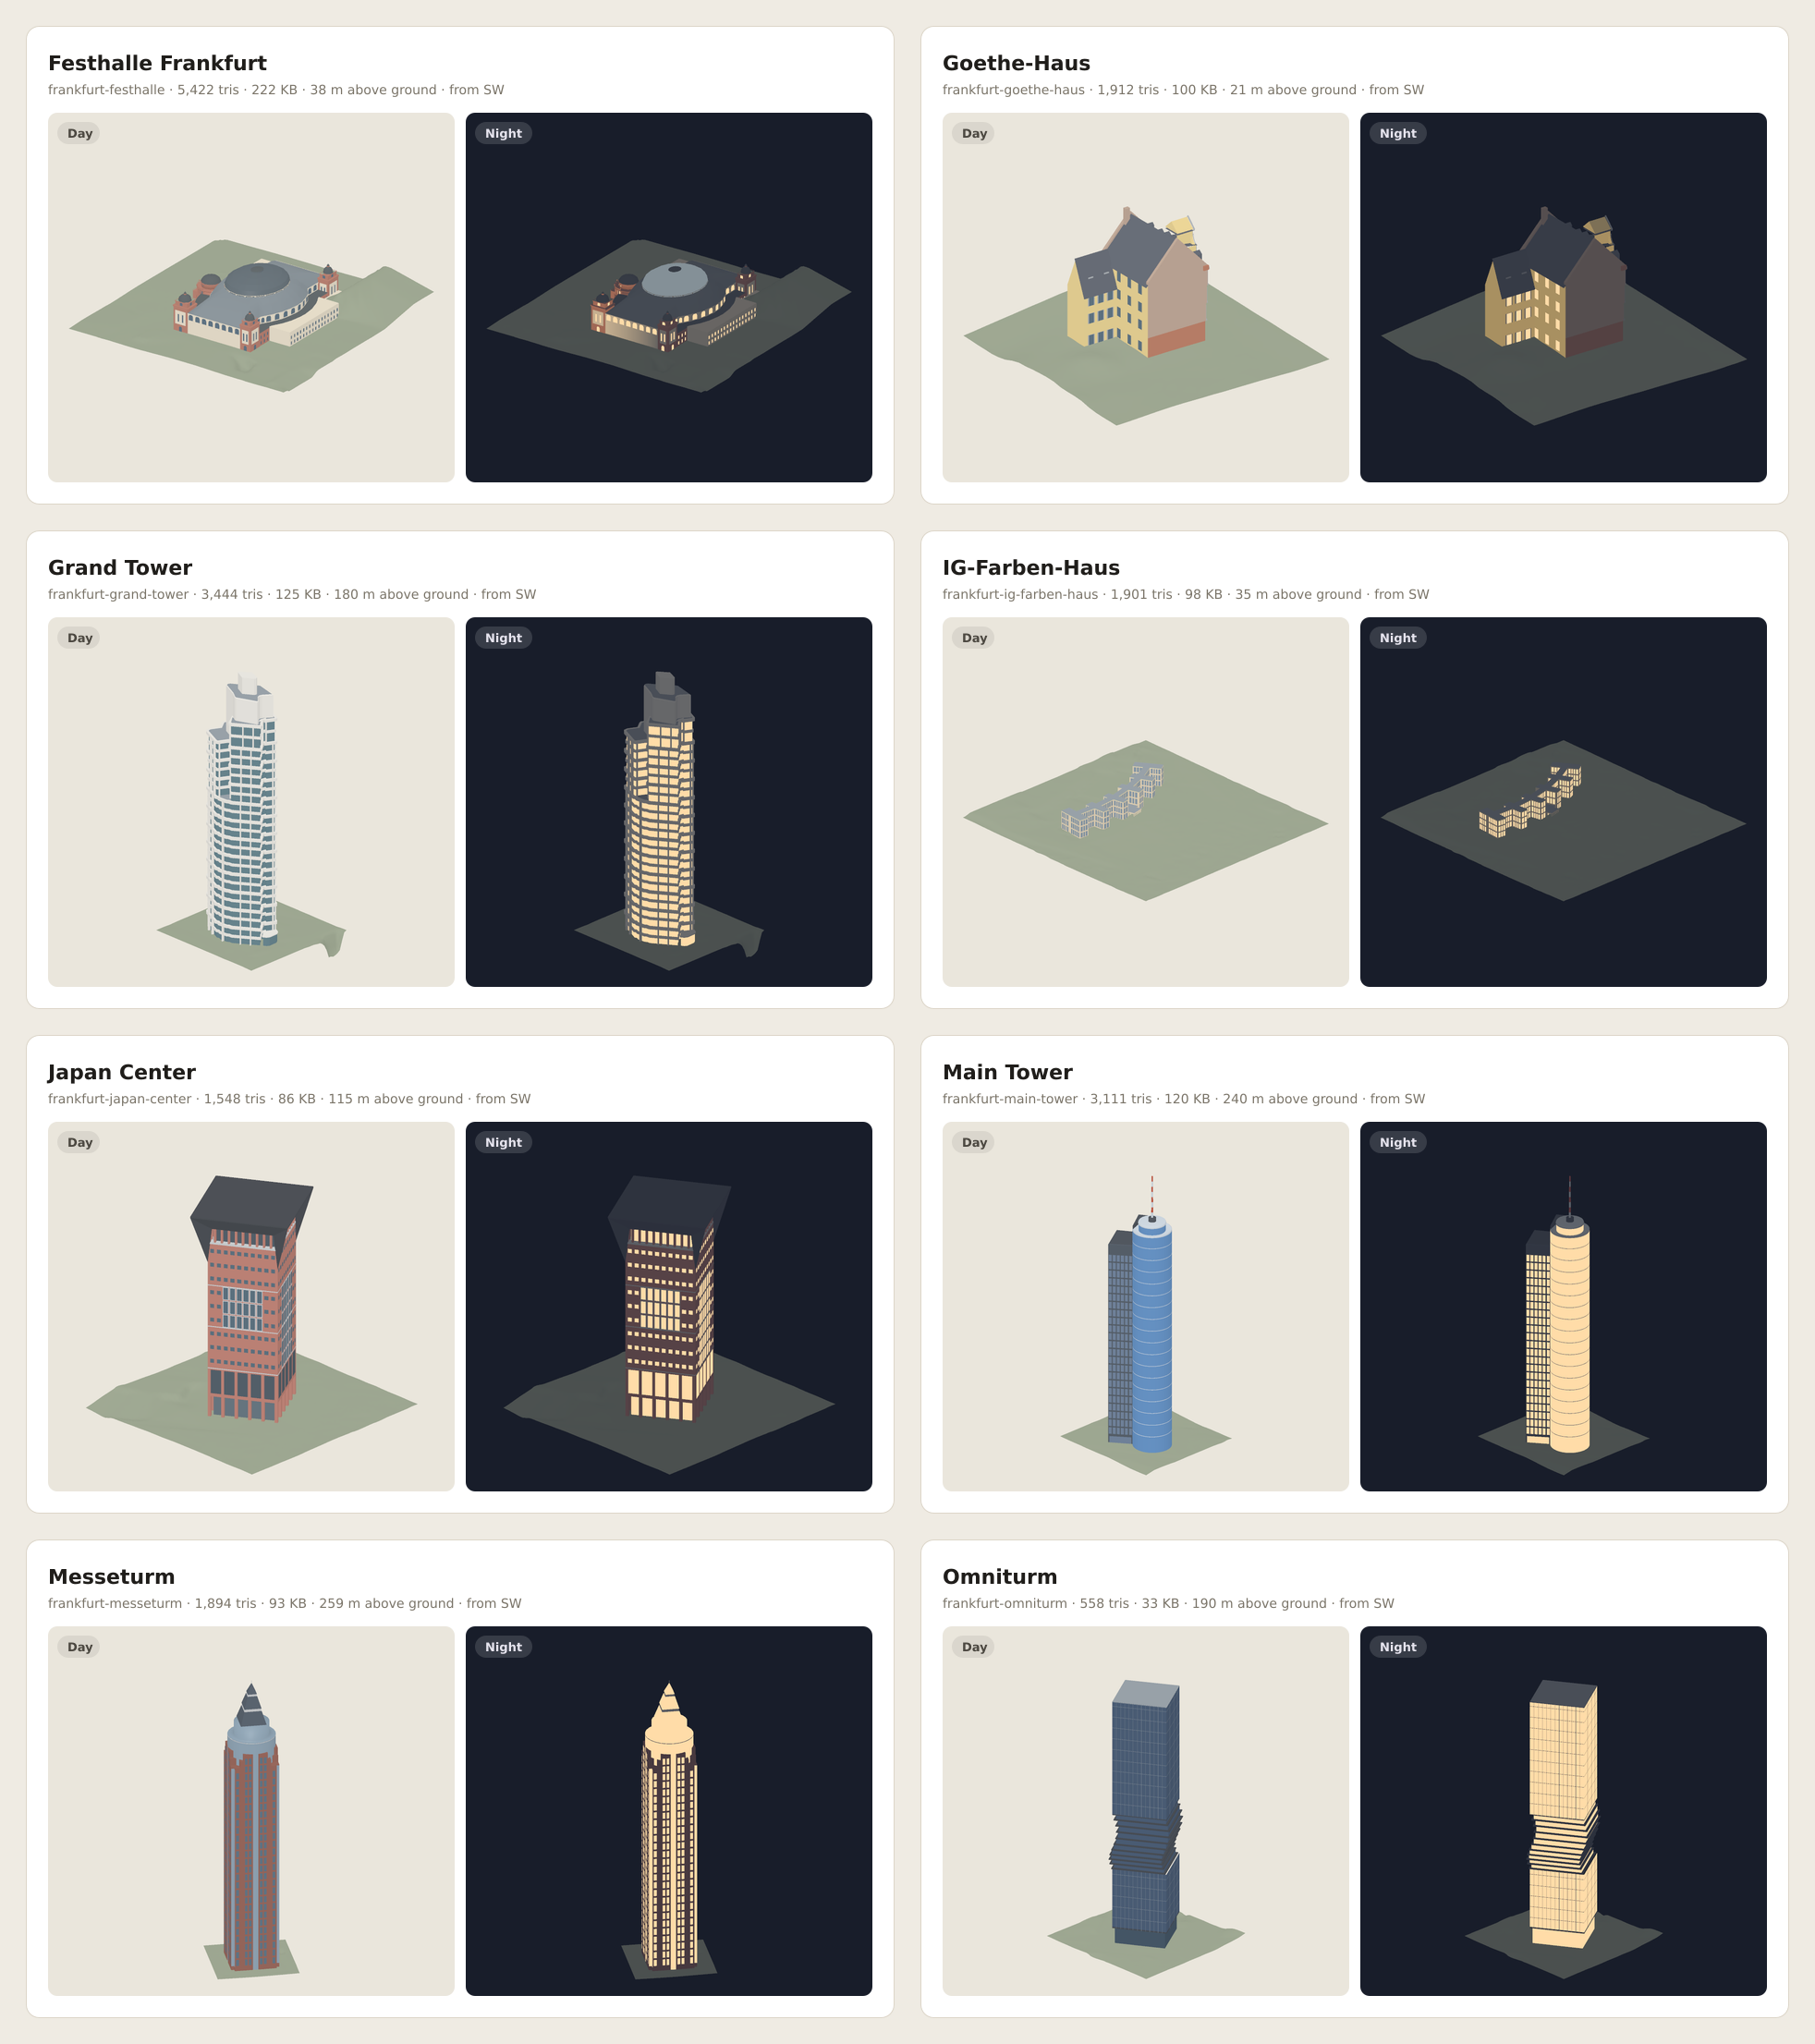 Festhalle Frankfurt
frankfurt-festhalle · 5,422 tris · 222 KB · 38 m above ground · from SW
Day
Night
Goethe-Haus
frankfurt-goethe-haus · 1,912 tris · 100 KB · 21 m above ground · from SW
Day
Night
Grand Tower
frankfurt-grand-tower · 3,444 tris · 125 KB · 180 m above ground · from SW
Day
Night
IG-Farben-Haus
frankfurt-ig-farben-haus · 1,901 tris · 98 KB · 35 m above ground · from SW
Day
Night
Japan Center
frankfurt-japan-center · 1,548 tris · 86 KB · 115 m above ground · from SW
Day
Night
Main Tower
frankfurt-main-tower · 3,111 tris · 120 KB · 240 m above ground · from SW
Day
Night
Messeturm
frankfurt-messeturm · 1,894 tris · 93 KB · 259 m above ground · from SW
Day
Night
Omniturm
frankfurt-omniturm · 558 tris · 33 KB · 190 m above ground · from SW
Day
Night